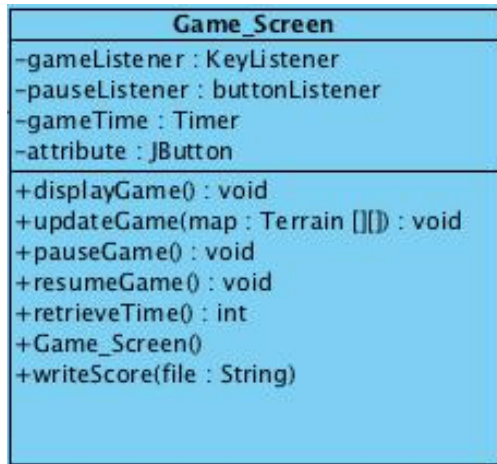 Game_Screen
-gameListener : KeyListener
-pauseListener : buttonListener
-gameTime : Timer
-attribute : JButton
+displayGame() : void
+updateGame(map : Terrain [][]) : void
+pauseGame() : void
+resumeGame() : void
+retrieveTime() : int
+Game_Screen()
+writeScore(file : String)